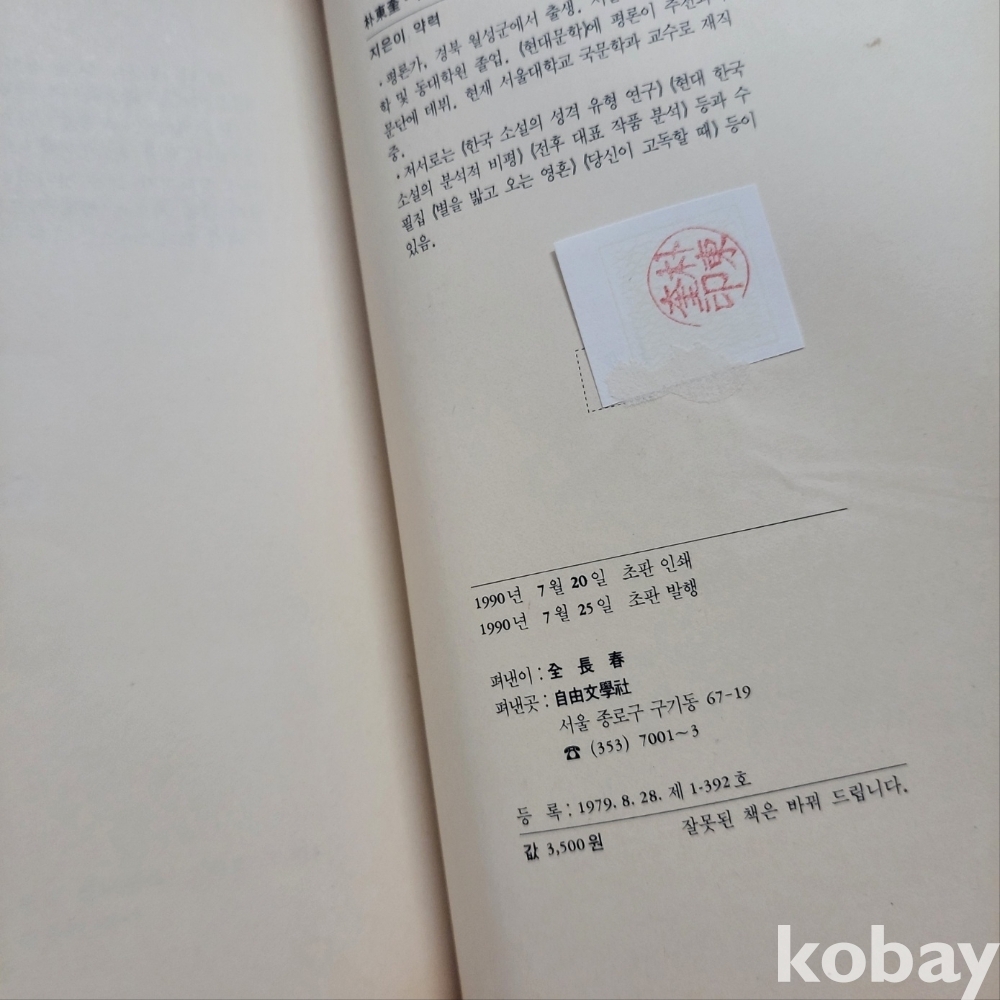 朴東奎·
지은이 약력
·평론가, 경북 월성군에서 출생.
학 및 동대학원 졸업. (현대문학)에 평론이 추천되
문단에 데뷔. 현재 서울대학교 국문학과 교수로 재직
중.
·저서로는 (한국 소설의 성격 유형 연구) (현대 한국
소설의 분석적 비평) (전후 대표 작품 분석) 등과 수
필집 (별을 밟고 오는 영혼) (당신이 고독할 때) 등이
있음.
朴東
奎印
1990년 7월 20일 초판 인쇄
1990년 7월 25일 초판 발행
펴낸이 : 全 長 春
펴낸곳 : 自由文學社
서울 종로구 구기동 67-19
☎ (353) 7001~3
등 록 : 1979. 8. 28. 제 1-392 호
값 3,500원 잘못된 책은 바꿔 드립니다.
kobay